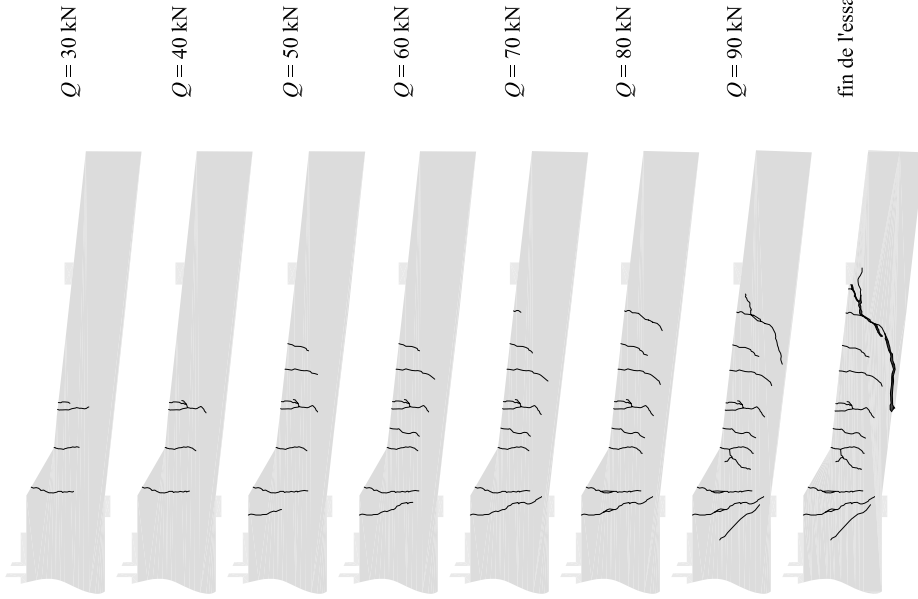 Q = 30 kN
Q = 40 kN
Q = 50 kN
Q = 60 kN
Q = 70 kN
Q = 80 kN
Q = 90 kN
fin de l'essa